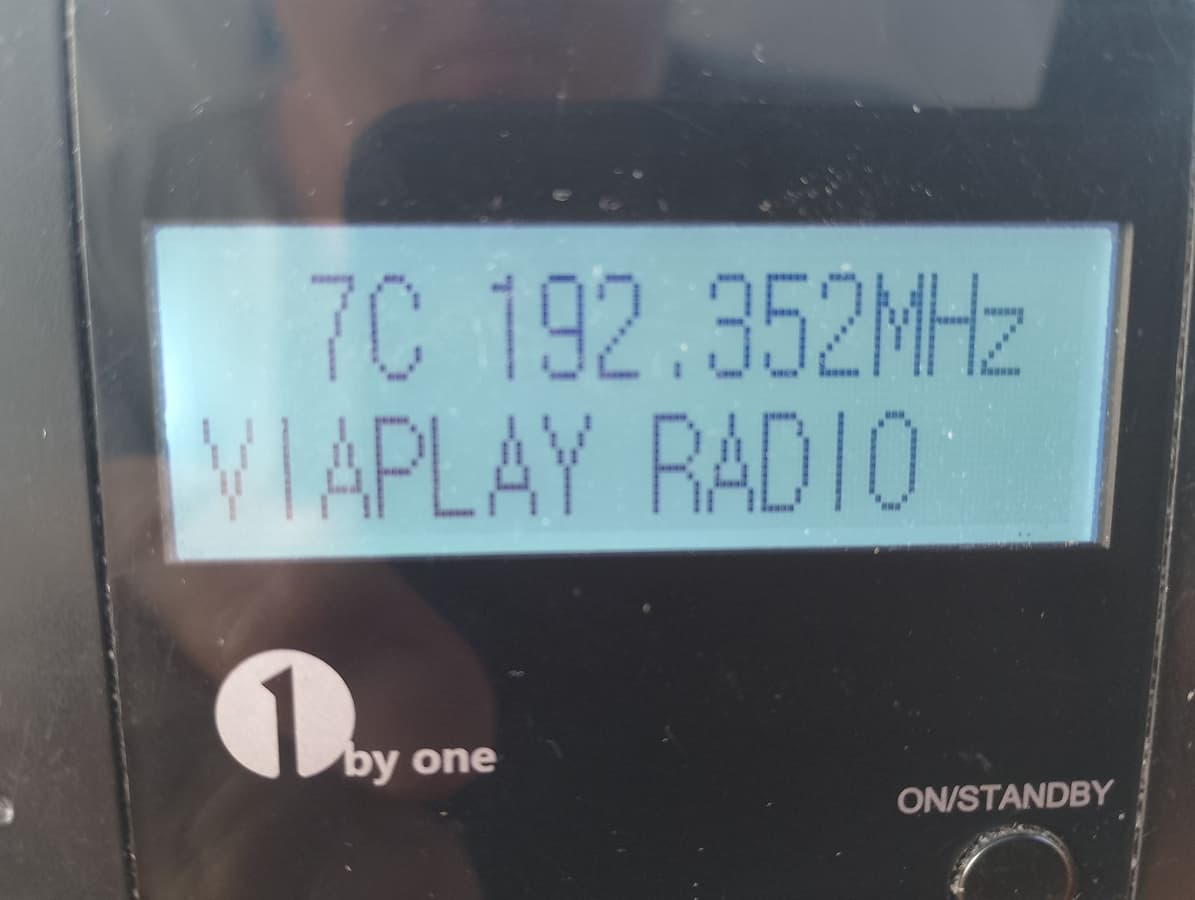 7C 192.352MHz
VIAPLAY RADIO
1 by one
ON/STANDBY